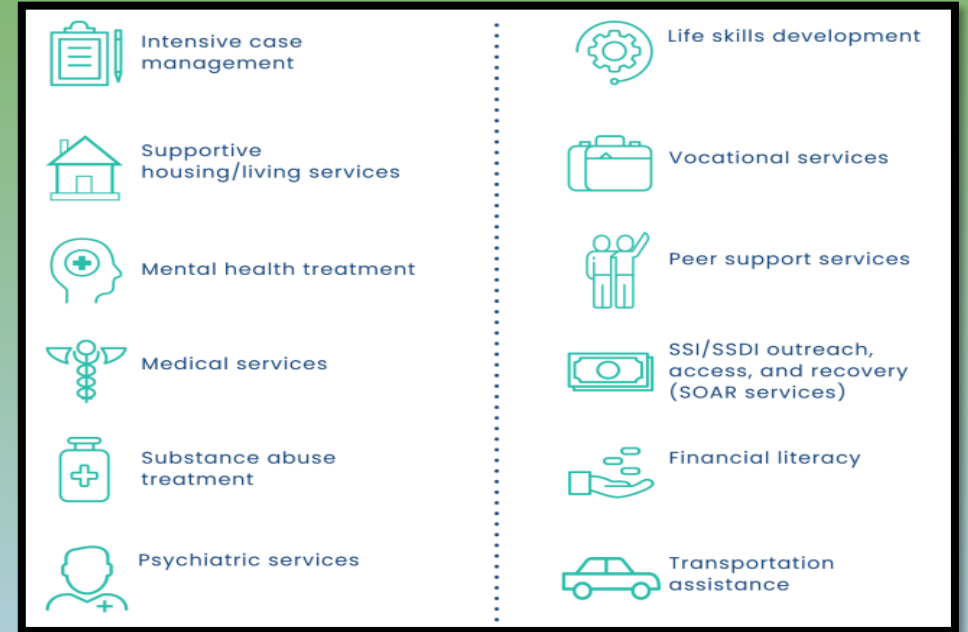 Intensive case
management
Supportive
housing/living services
Mental health treatment
Medical services
Substance abuse
treatment
Psychiatric services
Life skills development
Vocational services
Peer support services
SSI/SSDI outreach,
access, and recovery
(SOAR services)
Financial literacy
Transportation
assistance